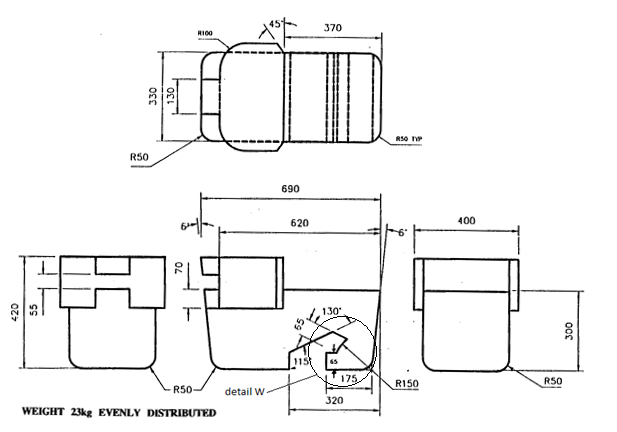 45°
370
R100
330
130
R50 TYP
R50
690
620
400
6°
6°
70
420
55
65
130°
300
115°
65
175
R150
R50
detail W
R50
320
WEIGHT 23kg EVENLY DISTRIBUTED